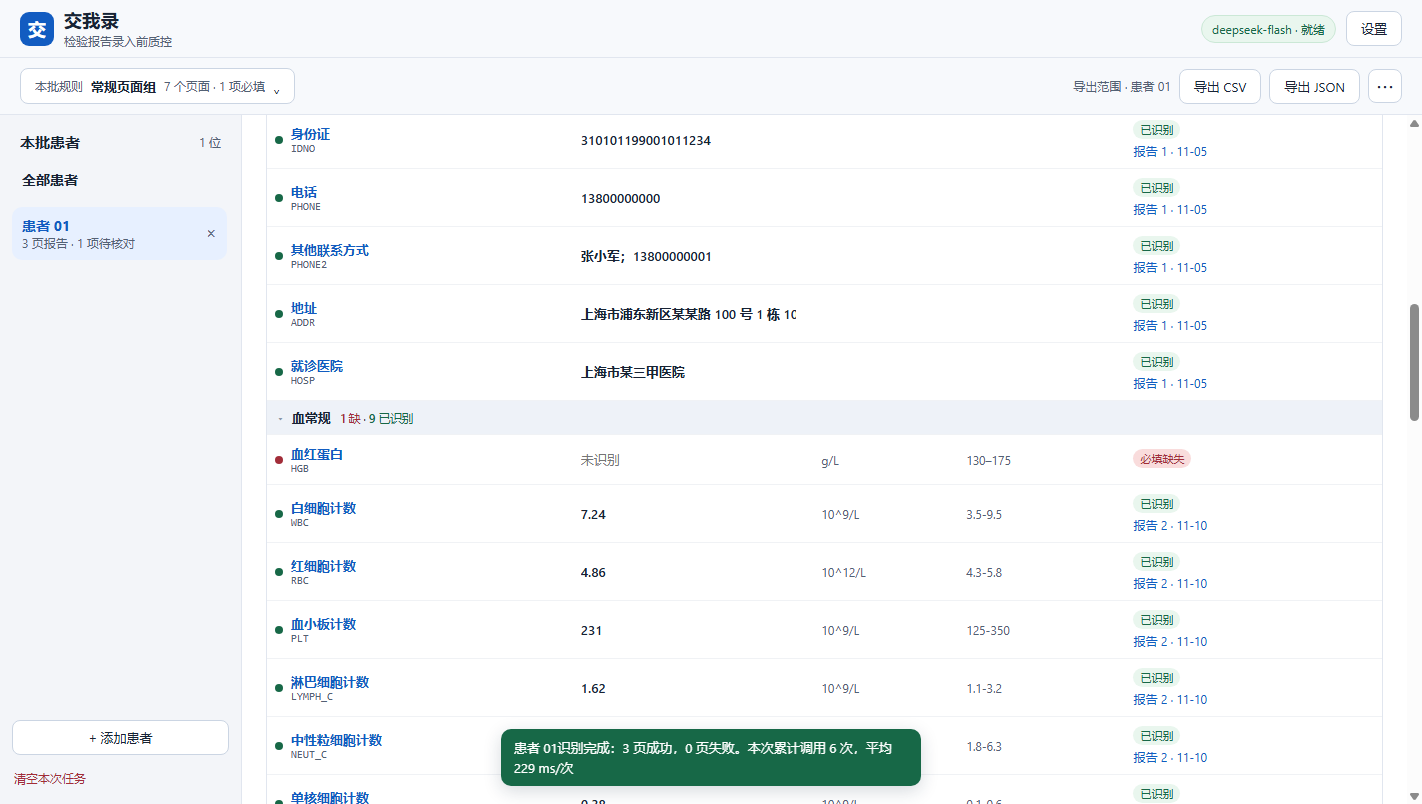 交 交我录
检验报告录入前质控
deepseek-flash · 就绪
设置
本批规则 常规页面组 7 个页面 · 1 项必填
导出范围 · 患者 01
导出 CSV
导出 JSON
···
本批患者 1 位
全部患者
患者 01
3 页报告 · 1 项待核对
×
+ 添加患者
清空本次任务
身份证
IDNO
310101199001011234
已识别
报告 1 · 11-05
电话
PHONE
13800000000
已识别
报告 1 · 11-05
其他联系方式
PHONE2
张小军；13800000001
已识别
报告 1 · 11-05
地址
ADDR
上海市浦东新区某某路 100 号 1 栋
已识别
报告 1 · 11-05
就诊医院
HOSP
上海市某三甲医院
已识别
报告 1 · 11-05
血常规 1 缺 · 9 已识别
血红蛋白
HGB
未识别
g/L
130–175
必填缺失
白细胞计数
WBC
7.24
10^9/L
3.5-9.5
已识别
报告 2 · 11-10
红细胞计数
RBC
4.86
10^12/L
4.3-5.8
已识别
报告 2 · 11-10
血小板计数
PLT
231
10^9/L
125-350
已识别
报告 2 · 11-10
淋巴细胞计数
LYMPH_C
1.62
10^9/L
1.1-3.2
已识别
报告 2 · 11-10
中性粒细胞计数
NEUT_C
1.8-6.3
已识别
报告 2 · 11-10
患者 01识别完成：3 页成功，0 页失败。本次累计调用 6 次，平均
229 ms/次
单核细胞计数
已识别